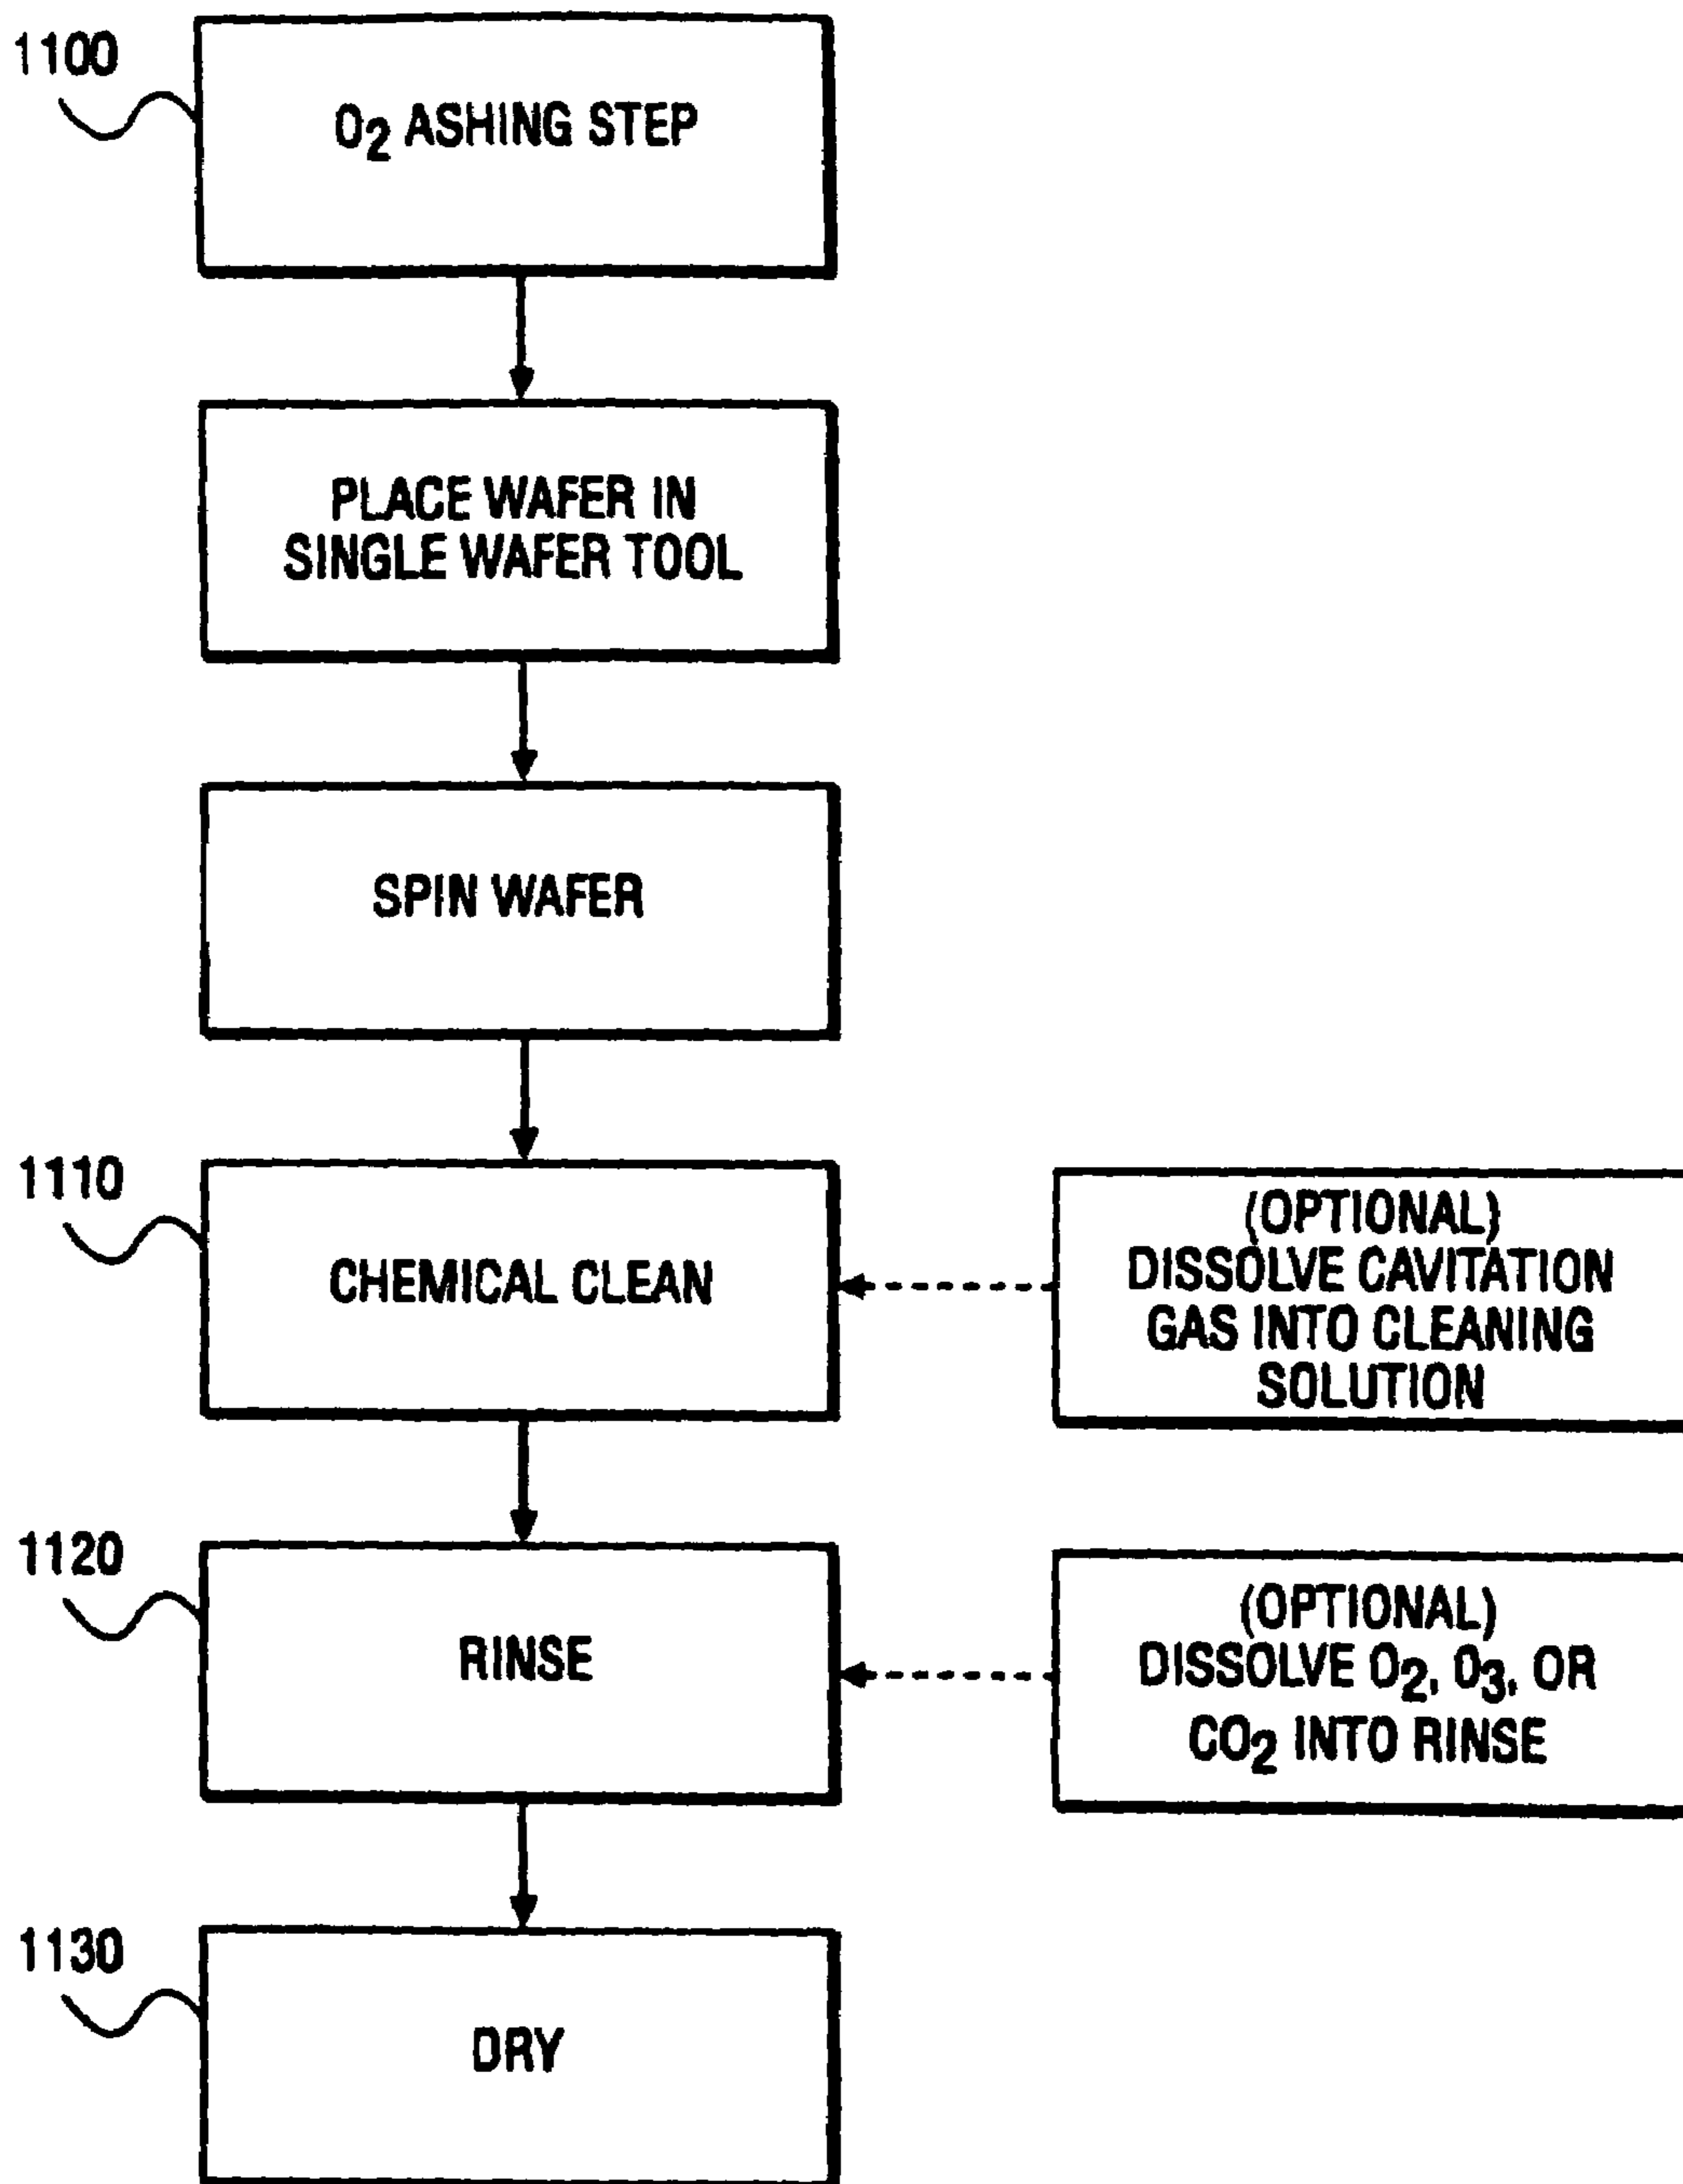 1100
O₂ ASHING STEP
PLACE WAFER IN
SINGLE WAFER TOOL
SPIN WAFER
1110
CHEMICAL CLEAN
(OPTIONAL)
DISSOLVE CAVITATION
GAS INTO CLEANING
SOLUTION
1120
RINSE
(OPTIONAL)
DISSOLVE O₂, O₃, OR
CO₂ INTO RINSE
1130
DRY